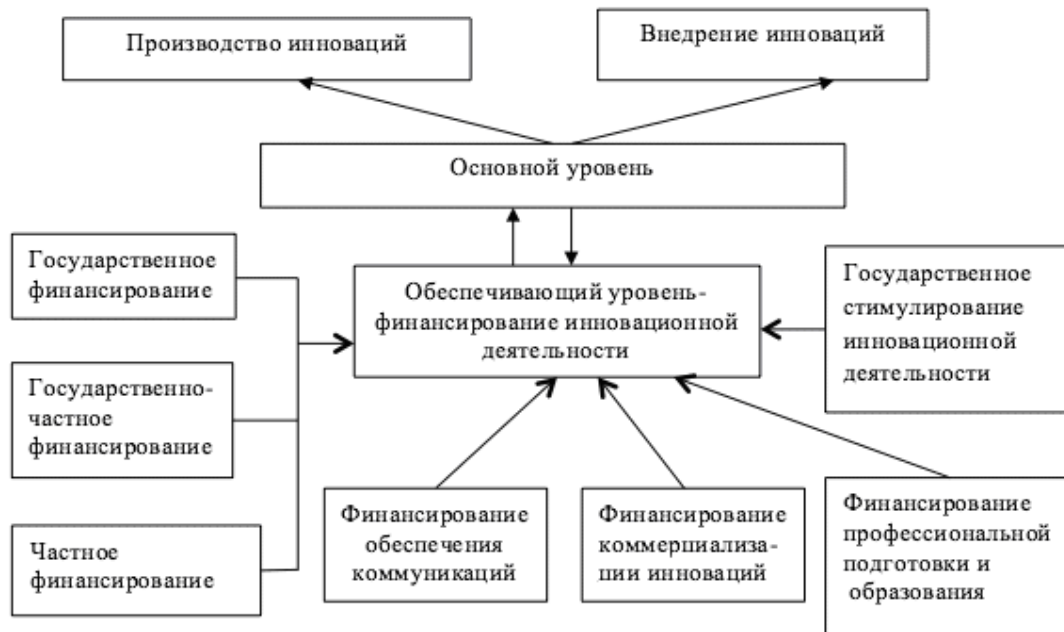 Производство инноваций
Внедрение инноваций
Основной уровень
Государственное
финансирование
Обеспечивающий уровень-
финансирование инновационной
деятельности
Государственное
стимулирование
инновационной
деятельности
Государственно-
частное
финансирование
Частное
финансирование
Финансирование
обеспечения
коммуникаций
Финансирование
коммерциализа-
ции инноваций
Финансирование
профессиональной
подготовки и
образования